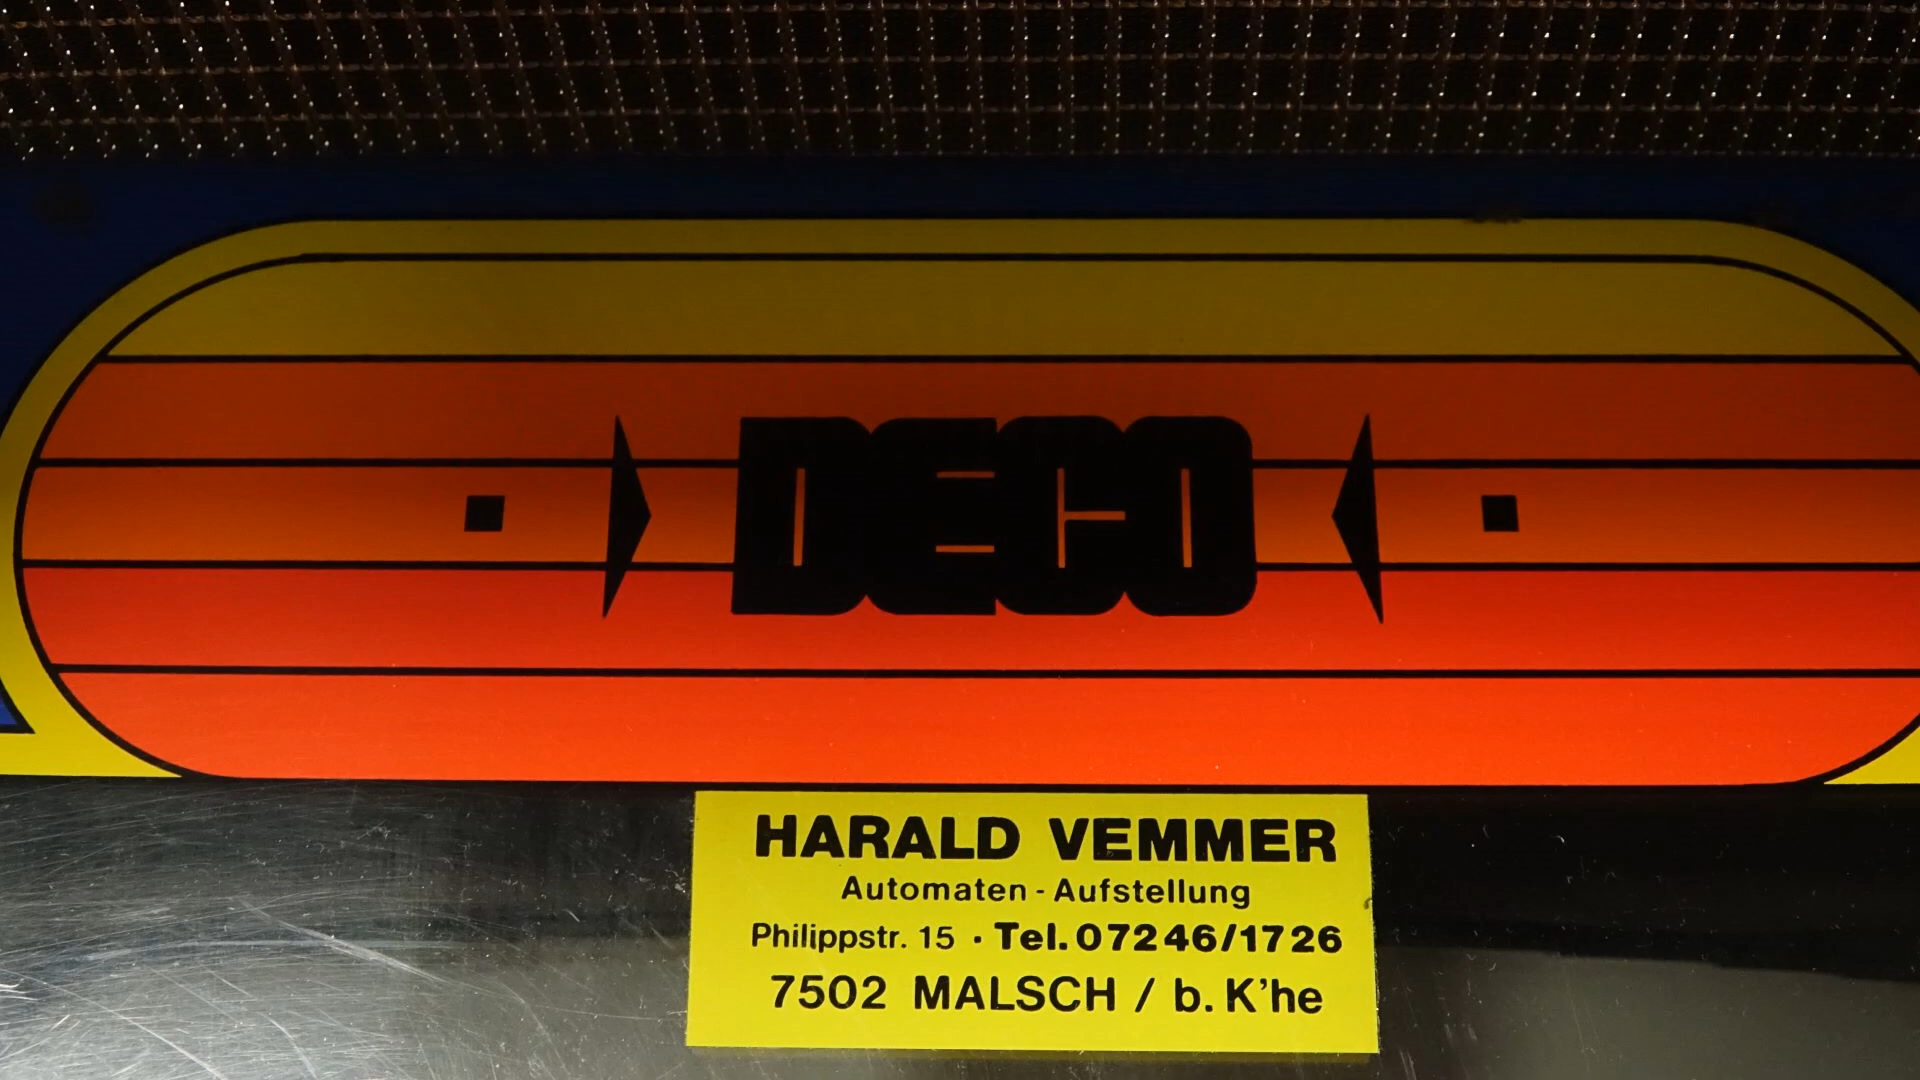 DECO
HARALD VEMMER
Automaten - Aufstellung
Philippstr. 15 · Tel. 07246/1726
7502 MALSCH / b. K'he